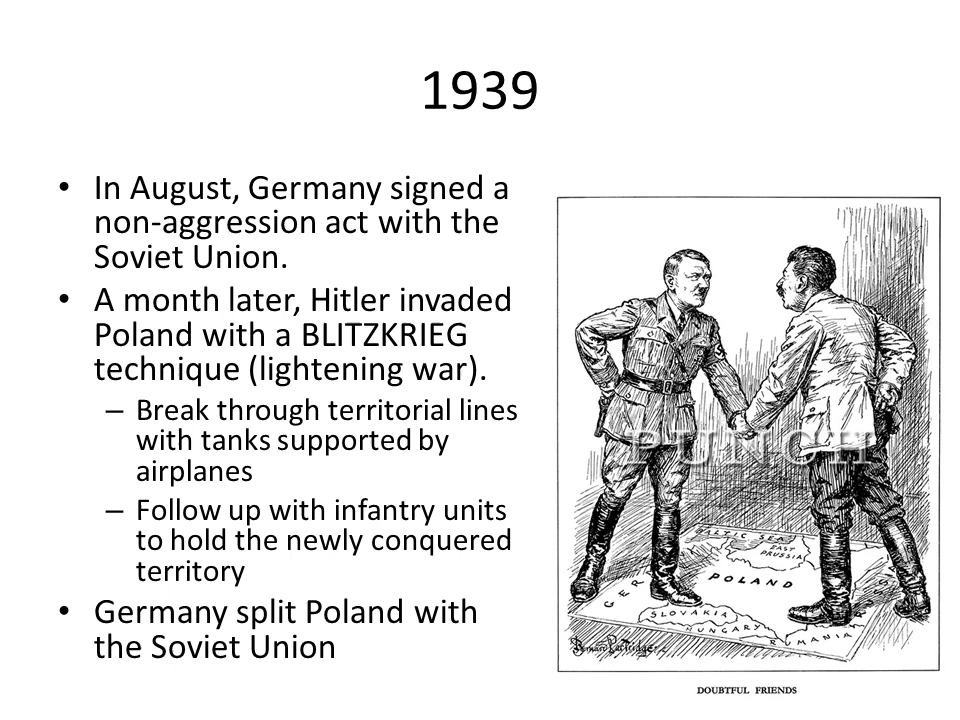 1939
• In August, Germany signed a
non-aggression act with the
Soviet Union.
• A month later, Hitler invaded
Poland with a BLITZKRIEG
technique (lightening war).
– Break through territorial lines
with tanks supported by
airplanes
– Follow up with infantry units
to hold the newly conquered
territory
• Germany split Poland with
the Soviet Union
PUNCH
BALTIC SEA
EAST
PRUSSIA
POLAND
GER
SLOVAKIA
HUNGARY
RUMANIA
Bernard Partridge
DOUBTFUL FRIENDS